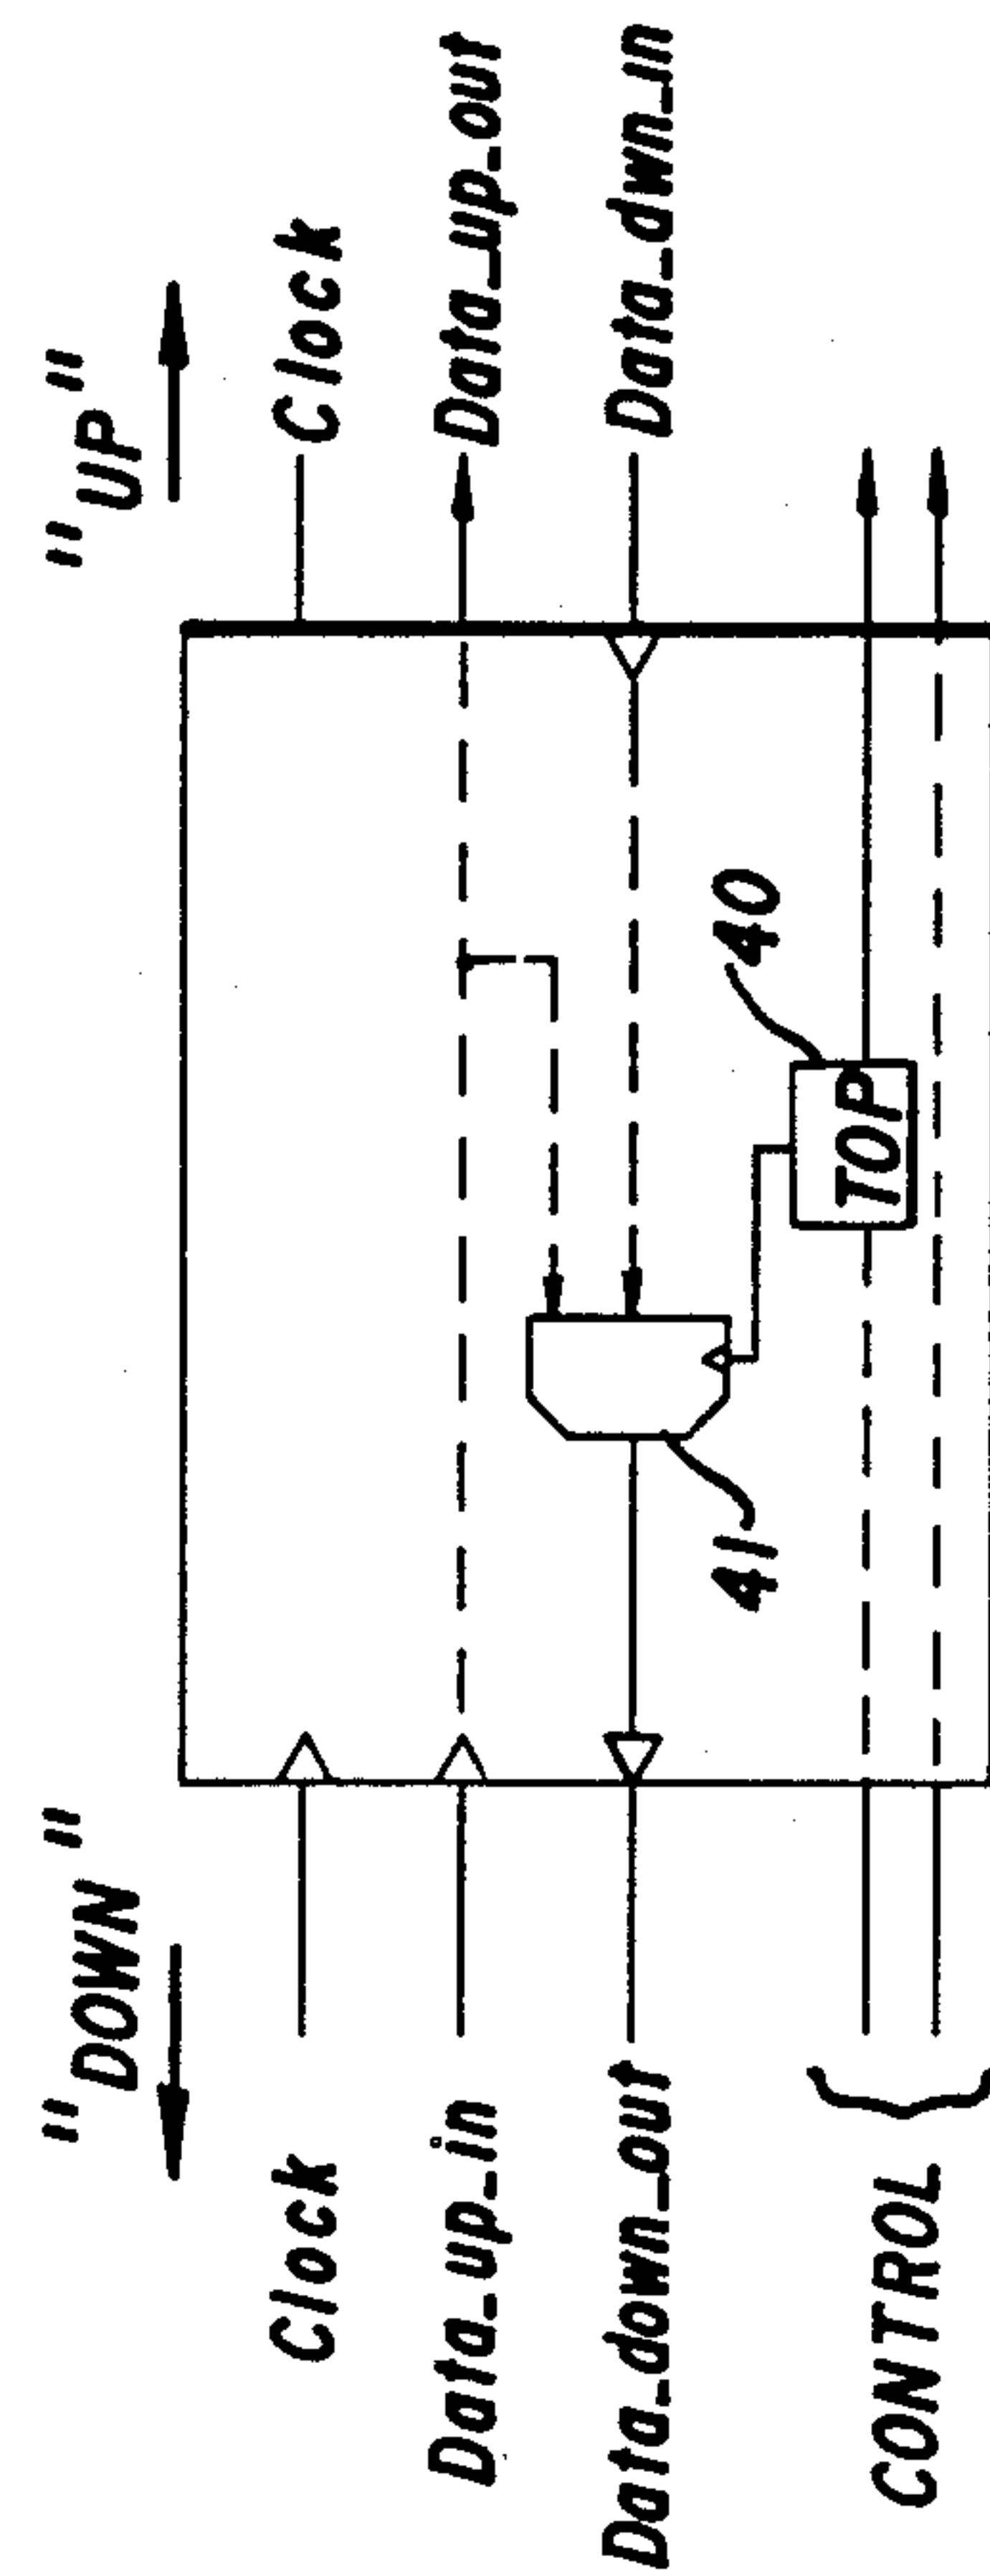 "DOWN"
"UP"
Clock
Clock
Data_up_in
Data_up_out
Data_down_out
Data_dwn_in
41
40
TOP
CONTROL